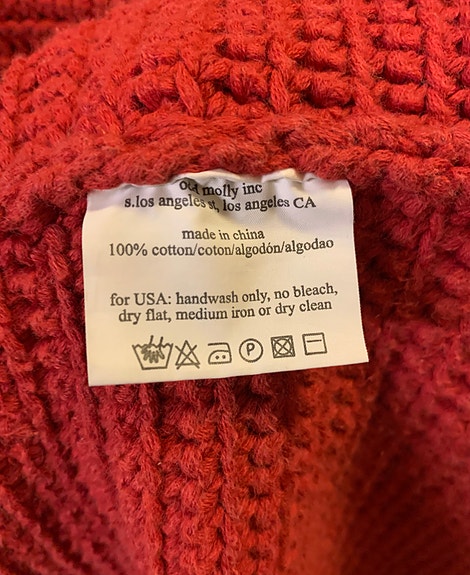 molly inc
s.los angeles st, los angeles CA
made in china
100% cotton/coton/algodón/algodao
for USA: handwash only, no bleach,
dry flat, medium iron or dry clean
P